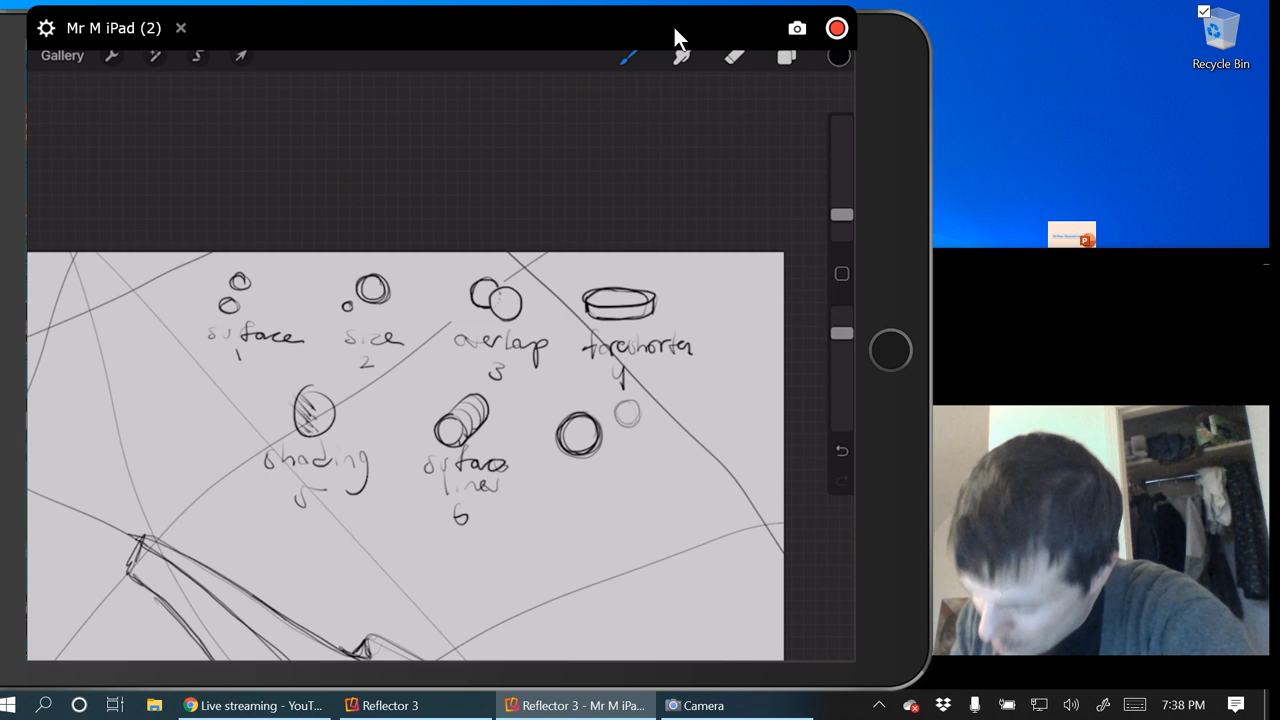 Mr M iPad (2)
Gallery
Recycle Bin
surface
1
size
2
overlap
3
foreshorten
4
shading
5
surface
lines
6
Live streaming - YouT...
Reflector 3
Reflector 3 - Mr M iPa...
Camera
7:38 PM